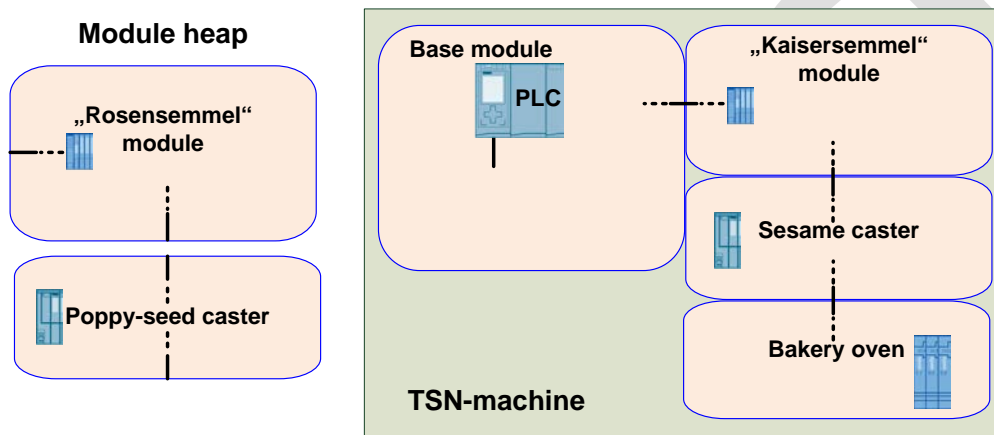 Module heap
„Rosensemmel“
module
Poppy-seed caster
Base module
PLC
„Kaisersemmel“
module
Sesame caster
Bakery oven
TSN-machine